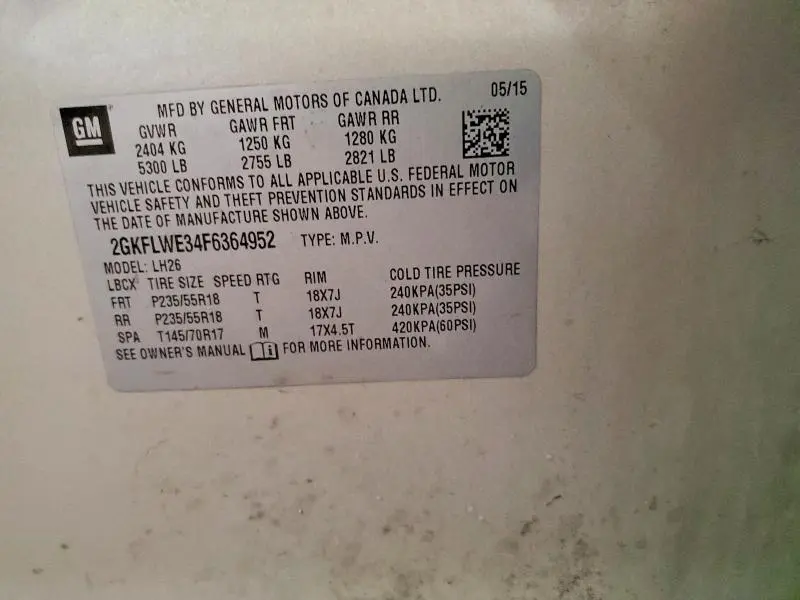 GM
MFD BY GENERAL MOTORS OF CANADA LTD. 05/15
GVWR GAWR FRT GAWR RR
2404 KG 1250 KG 1280 KG
5300 LB 2755 LB 2821 LB
THIS VEHICLE CONFORMS TO ALL APPLICABLE U.S. FEDERAL MOTOR
VEHICLE SAFETY AND THEFT PREVENTION STANDARDS IN EFFECT ON
THE DATE OF MANUFACTURE SHOWN ABOVE.
2GKFLWE34F6364952 TYPE: M.P.V.
MODEL: LH26
LBCX TIRE SIZE SPEED RTG RIM COLD TIRE PRESSURE
FRT P235/55R18 T 18X7J 240KPA(35PSI)
RR P235/55R18 T 18X7J 240KPA(35PSI)
SPA T145/70R17 M 17X4.5T 420KPA(60PSI)
SEE OWNER'S MANUAL FOR MORE INFORMATION.